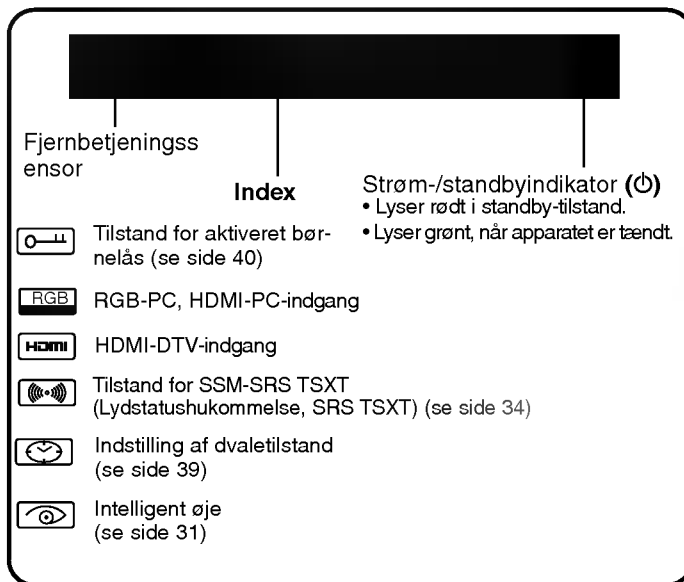 Fjernbetjeningss
ensor
Index
Strøm-/standbyindikator (⏻)
• Lyser rødt i standby-tilstand.
• Lyser grønt, når apparatet er tændt.
Tilstand for aktiveret bør-
nelås (se side 40)
RGB
RGB-PC, HDMI-PC-indgang
HDMI
HDMI-DTV-indgang
Tilstand for SSM-SRS TSXT
(Lydstatushukommelse, SRS TSXT) (se side 34)
Indstilling af dvaletilstand
(se side 39)
Intelligent øje
(se side 31)